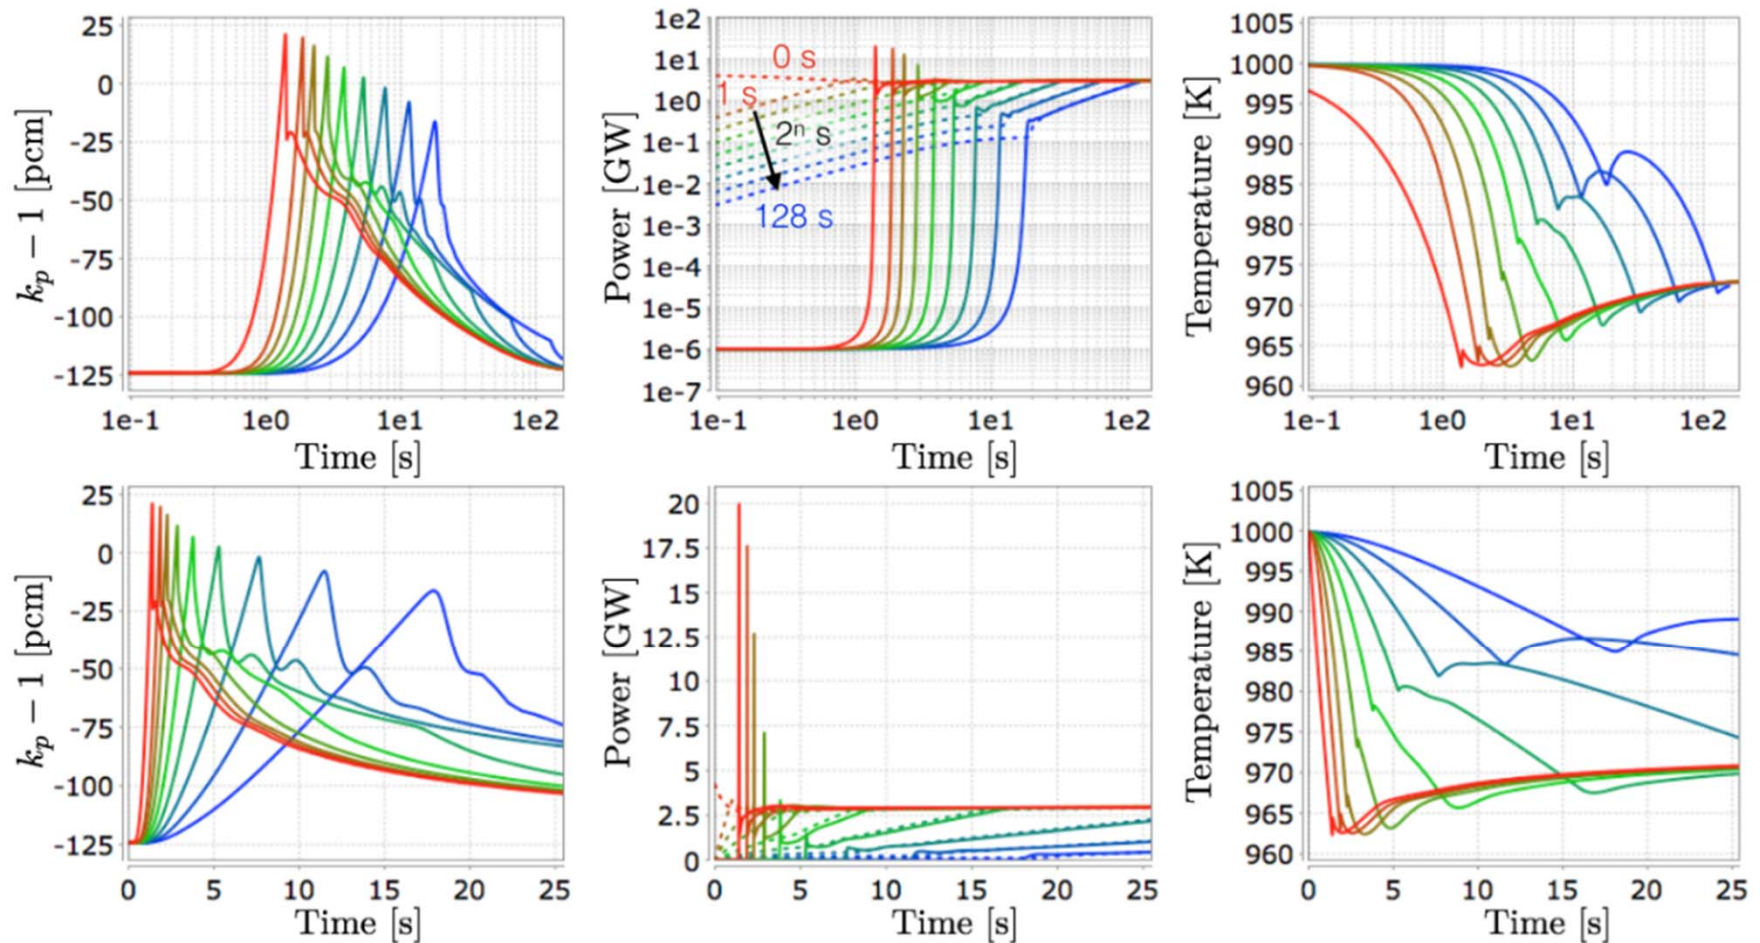 25
0
-25
-50
-75
-100
-125
k_p − 1 [pcm]
1e-1 1e0 1e1 1e2
Time [s]
1e2
1e1
1e0
1e-1
1e-2
1e-3
1e-4
1e-5
1e-6
1e-7
Power [GW]
0 s
1 s
2ⁿ s
128 s
1e-1 1e0 1e1 1e2
Time [s]
1005
1000
995
990
985
980
975
970
965
960
Temperature [K]
1e-1 1e0 1e1 1e2
Time [s]
25
0
-25
-50
-75
-100
-125
k_p − 1 [pcm]
0 5 10 15 20 25
Time [s]
20
17.5
15
12.5
10
7.5
5
2.5
0
Power [GW]
0 5 10 15 20 25
Time [s]
1005
1000
995
990
985
980
975
970
965
960
Temperature [K]
0 5 10 15 20 25
Time [s]